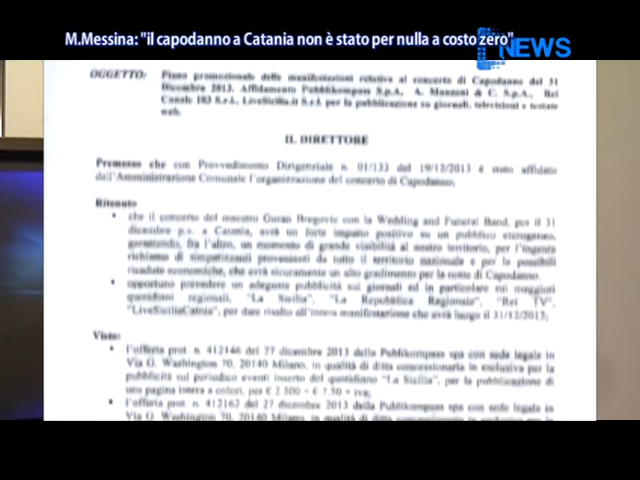 M.Messina: "il capodanno a Catania non è stato per nulla a costo zero"
NEWS
OGGETTO: Piano promozionale delle manifestazioni relative al concerto di Capodanno del 31
Dicembre 2013. Affidamento Publikompass S.p.A., A. Manzoni & C. S.p.A., Rei
Canale 103 S.r.l., LiveSicilia.it S.r.l. per la pubblicazione su giornali, televisioni e testate
web.
IL DIRETTORE
Premesso che con Provvedimento Dirigenziale n. 01/133 del 19/12/2013 è stato affidato
dall'Amministrazione Comunale l'organizzazione del concerto di Capodanno;
Ritenuto
• che il concerto del maestro Goran Bregovic con la Wedding and Funeral Band, per il 31
dicembre p.v. a Catania, avrà un forte impatto positivo su un pubblico eterogeneo,
garantendo, fra l'altro, un momento di grande visibilità al nostro territorio, per l'ingente
richiamo di simpatizzanti provenienti da tutto il territorio nazionale e per le possibili
ricadute economiche, che avrà sicuramente un alto gradimento per la notte di Capodanno.
• opportuno prevedere un adeguata pubblicità sui giornali ed in particolare sui maggiori
quotidiani regionali, "La Sicilia", "La Repubblica Regionale", "Rei TV",
"LiveSiciliaCatnia", per dare risalto all'intera manifestazione che avrà luogo il 31/12/2013;
Visto:
• l'offerta prot. n. 412146 del 27 dicembre 2013 della Publikompass spa con sede legale in
Via G. Washington 70, 20140 Milano, in qualità di ditta concessionaria in esclusiva per la
pubblicità sul periodico eventi inserto del quotidiano "La Sicilia", per la pubblicazione di
una pagina intera a colori, per € 2.500 + € 7.50 + iva;
• l'offerta prot. n. 412162 del 27 dicembre 2013 della Publikompass spa con sede legale in
Via G. Washington 70, 20140 Milano, in qualità di ditta concessionaria in esclusiva per la